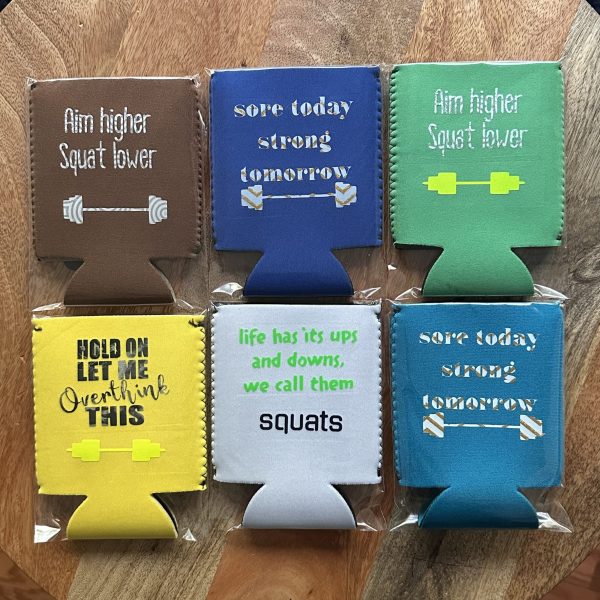 Aim higher
Squat lower
sore today
strong
tomorrow
Aim higher
Squat lower
HOLD ON
LET ME
Overthink
THIS
life has its ups
and downs,
we call them
squats
sore today
strong
tomorrow